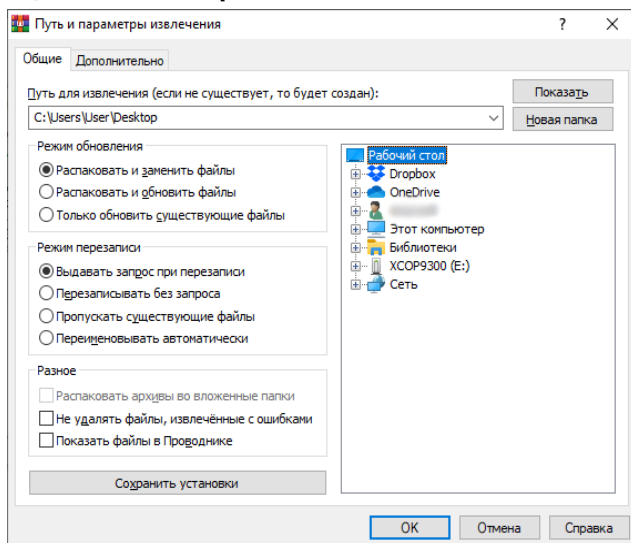 Путь и параметры извлечения
?
Общие
Дополнительно
Путь для извлечения (если не существует, то будет создан):
Показать
C:\Users\User\Desktop
Новая папка
Режим обновления
Распаковать и заменить файлы
Распаковать и обновить файлы
Только обновить существующие файлы
Режим перезаписи
Выдавать запрос при перезаписи
Перезаписывать без запроса
Пропускать существующие файлы
Переименовывать автоматически
Разное
Распаковать архивы во вложенные папки
Не удалять файлы, извлечённые с ошибками
Показать файлы в Проводнике
Сохранить установки
Рабочий стол
Dropbox
OneDrive
Этот компьютер
Библиотеки
XCOP9300 (E:)
Сеть
OK
Отмена
Справка